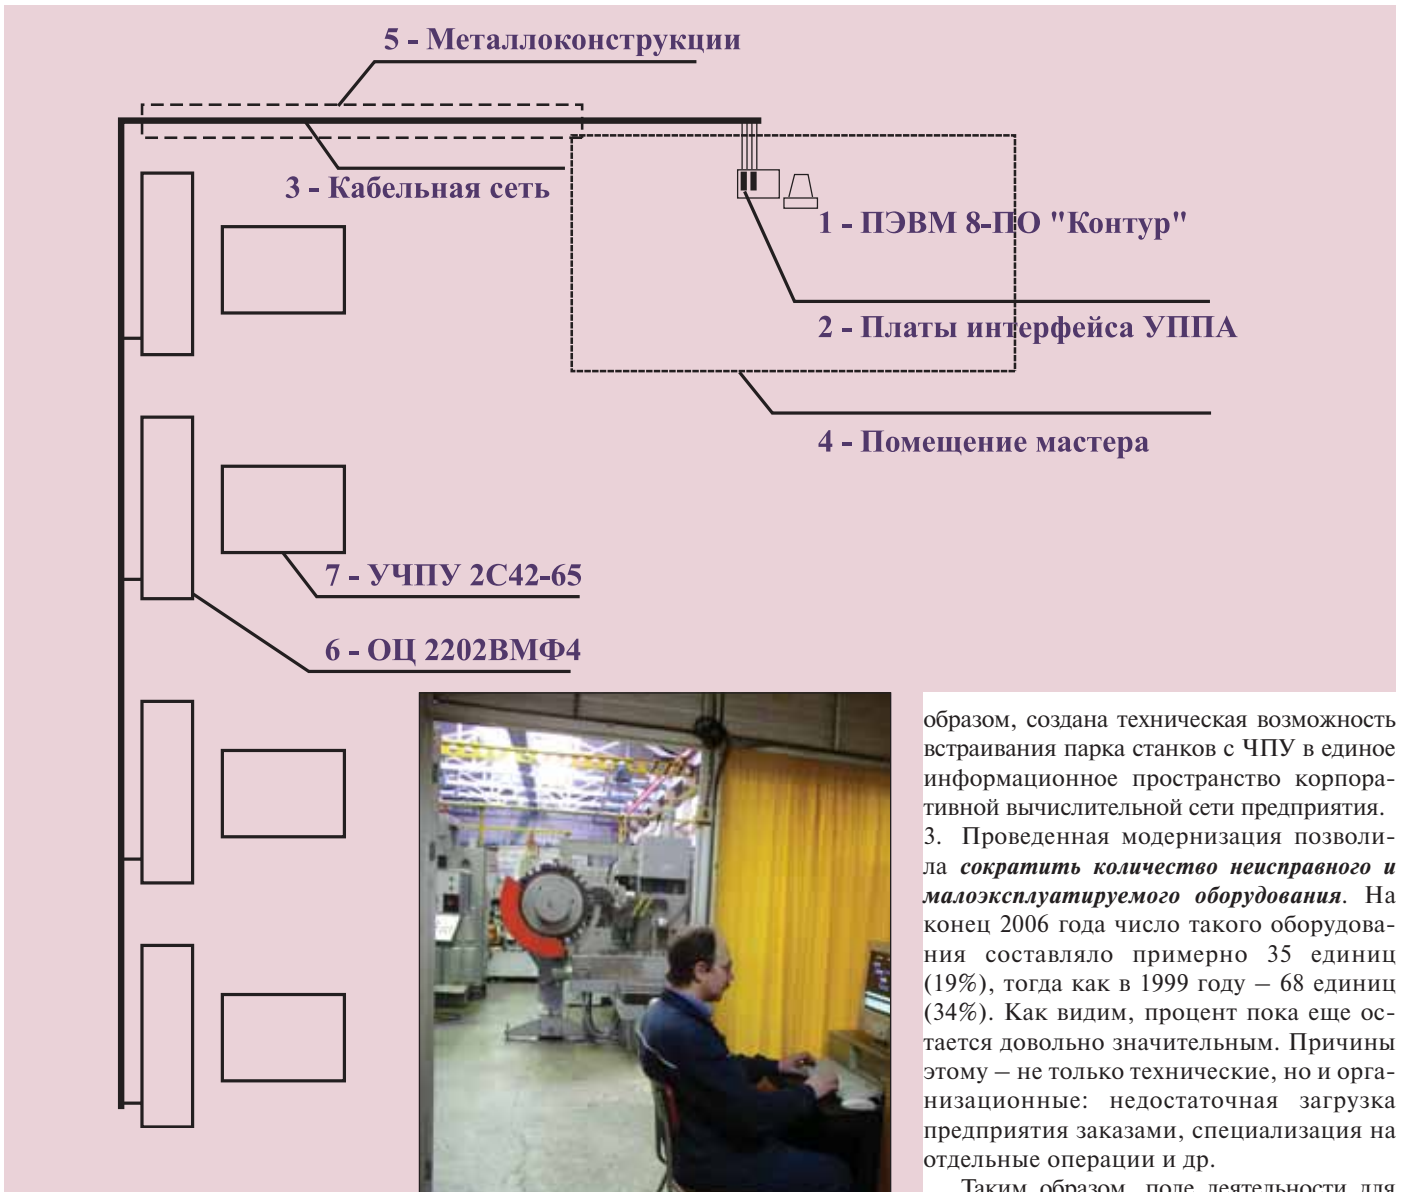 5 - Металлоконструкции
3 - Кабельная сеть
1 - ПЭВМ 8-ПО "Контур"
2 - Платы интерфейса УППА
4 - Помещение мастера
7 - УЧПУ 2С42-65
6 - ОЦ 2202ВМФ4
образом, создана техническая возможность
встраивания парка станков с ЧПУ в единое
информационное пространство корпора-
тивной вычислительной сети предприятия.
3. Проведенная модернизация позволи-
ла сократить количество неисправного и
малоэксплуатируемого оборудования. На
конец 2006 года число такого оборудова-
ния составляло примерно 35 единиц
(19%), тогда как в 1999 году – 68 единиц
(34%). Как видим, процент пока еще ос-
тается довольно значительным. Причины
этому – не только технические, но и орга-
низационные: недостаточная загрузка
предприятия заказами, специализация на
отдельные операции и др.
Таким образом, поле деятельности для